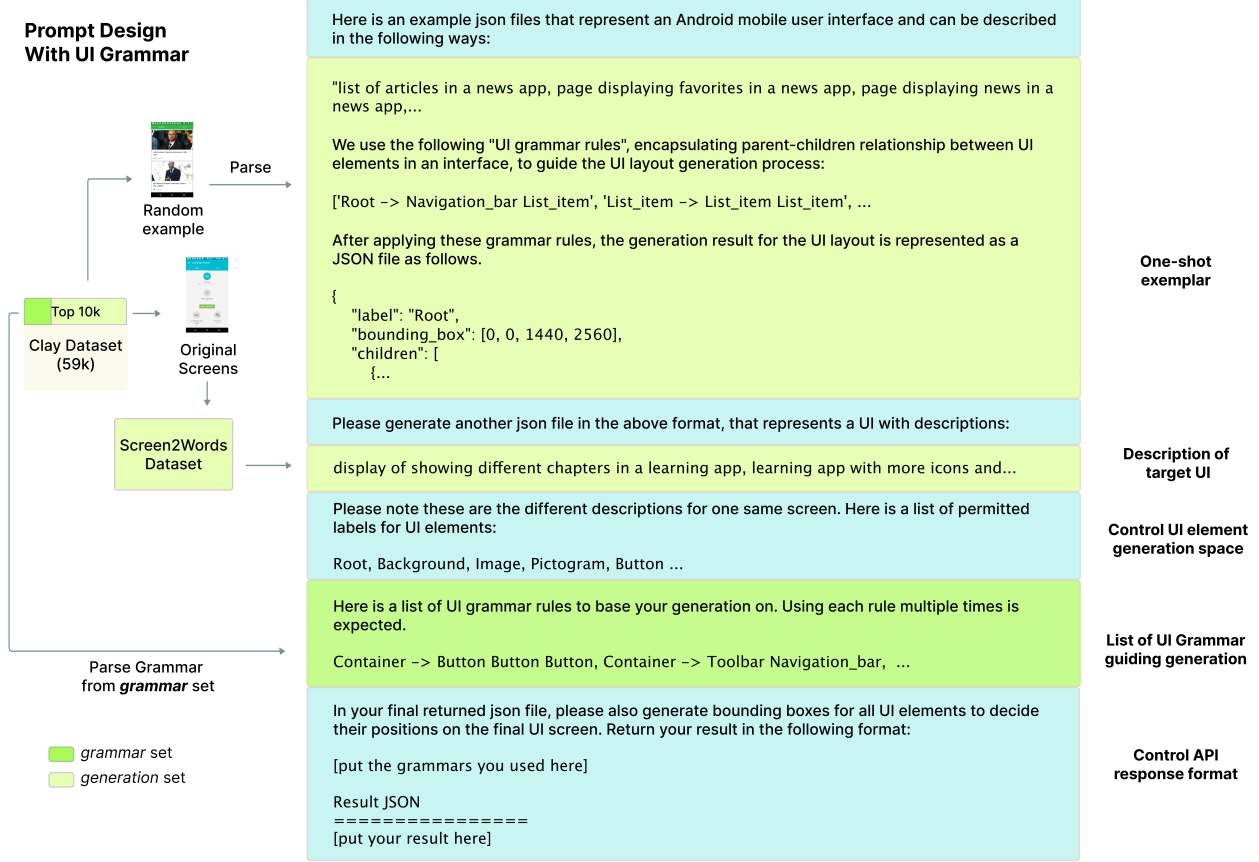 Prompt Design
With UI Grammar
Here is an example json files that represent an Android mobile user interface and can be described
in the following ways:
"list of articles in a news app, page displaying favorites in a news app, page displaying news in a
news app,...
We use the following "UI grammar rules", encapsulating parent-children relationship between UI
elements in an interface, to guide the UI layout generation process:
['Root -> Navigation_bar List_item', 'List_item -> List_item List_item', ...
After applying these grammar rules, the generation result for the UI layout is represented as a
JSON file as follows.
{
"label": "Root",
"bounding_box": [0, 0, 1440, 2560],
"children": [
{...
One-shot
exemplar
Parse
Random
example
Top 10k
Clay Dataset
(59k)
Original
Screens
Screen2Words
Dataset
Please generate another json file in the above format, that represents a UI with descriptions:
display of showing different chapters in a learning app, learning app with more icons and...
Description of
target UI
Please note these are the different descriptions for one same screen. Here is a list of permitted
labels for UI elements:
Root, Background, Image, Pictogram, Button ...
Control UI element
generation space
Here is a list of UI grammar rules to base your generation on. Using each rule multiple times is
expected.
Container -> Button Button Button, Container -> Toolbar Navigation_bar,  ...
List of UI Grammar
guiding generation
Parse Grammar
from grammar set
In your final returned json file, please also generate bounding boxes for all UI elements to decide
their positions on the final UI screen. Return your result in the following format:
[put the grammars you used here]
Result JSON
================
[put your result here]
Control API
response format
grammar set
generation set